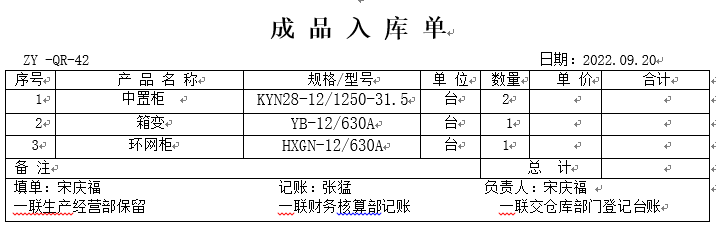 成 品 入 库 单
ZY -QR-42 日期：2022.09.20
序号 产 品 名 称 规格/型号 单 位 数量 单 价 合计
1 中置柜 KYN28-12/1250-31.5 台 2
2 箱变 YB-12/630A 台 1
3 环网柜 HXGN-12/630A 台 1
备 注 总 计
填单：宋庆福 记账：张猛 负责人：宋庆福
一联生产经营部保留 一联财务核算部记账 一联交仓库部门登记台账